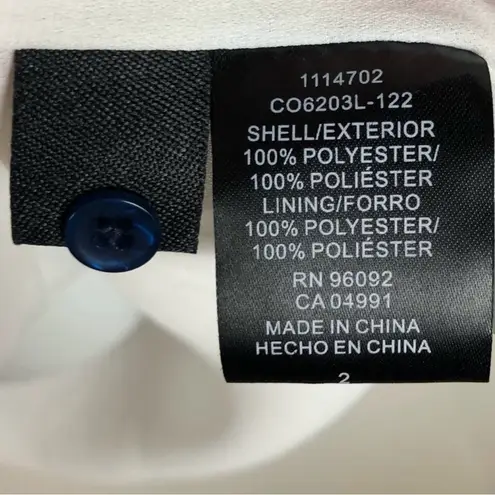 1114702
CO6203L-122
SHELL/EXTERIOR
100% POLYESTER/
100% POLIÉSTER
LINING/FORRO
100% POLYESTER/
100% POLIÉSTER
RN 96092
CA 04991
MADE IN CHINA
HECHO EN CHINA
2